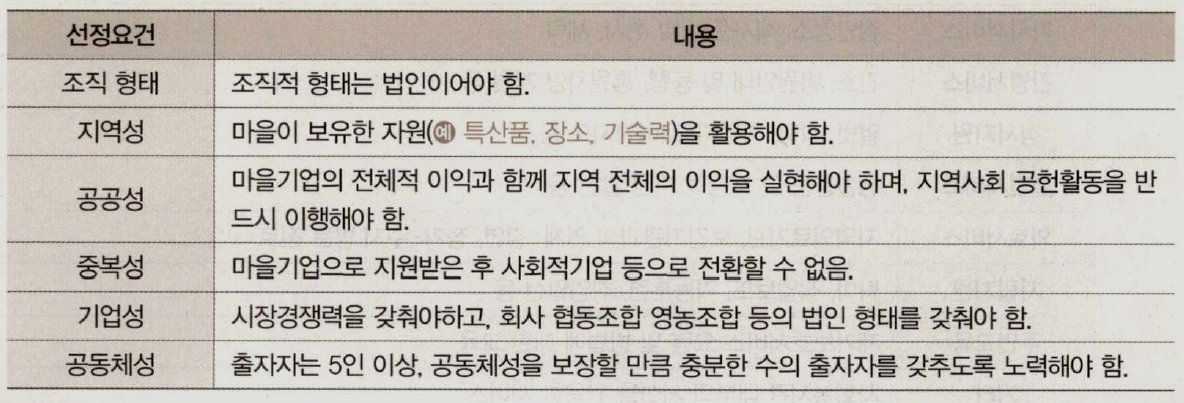 선정요건 내용
조직 형태 조직적 형태는 법인이어야 함.
지역성 마을이 보유한 자원(예 특산품, 장소, 기술력)을 활용해야 함.
공공성 마을기업의 전체적 이익과 함께 지역 전체의 이익을 실현해야 하며, 지역사회 공헌활동을 반
드시 이행해야 함.
중복성 마을기업으로 지원받은 후 사회적기업 등으로 전환할 수 없음.
기업성 시장경쟁력을 갖춰야하고, 회사 협동조합 영농조합 등의 법인 형태를 갖춰야 함.
공동체성 출자자는 5인 이상, 공동체성을 보장할 만큼 충분한 수의 출자자를 갖추도록 노력해야 함.